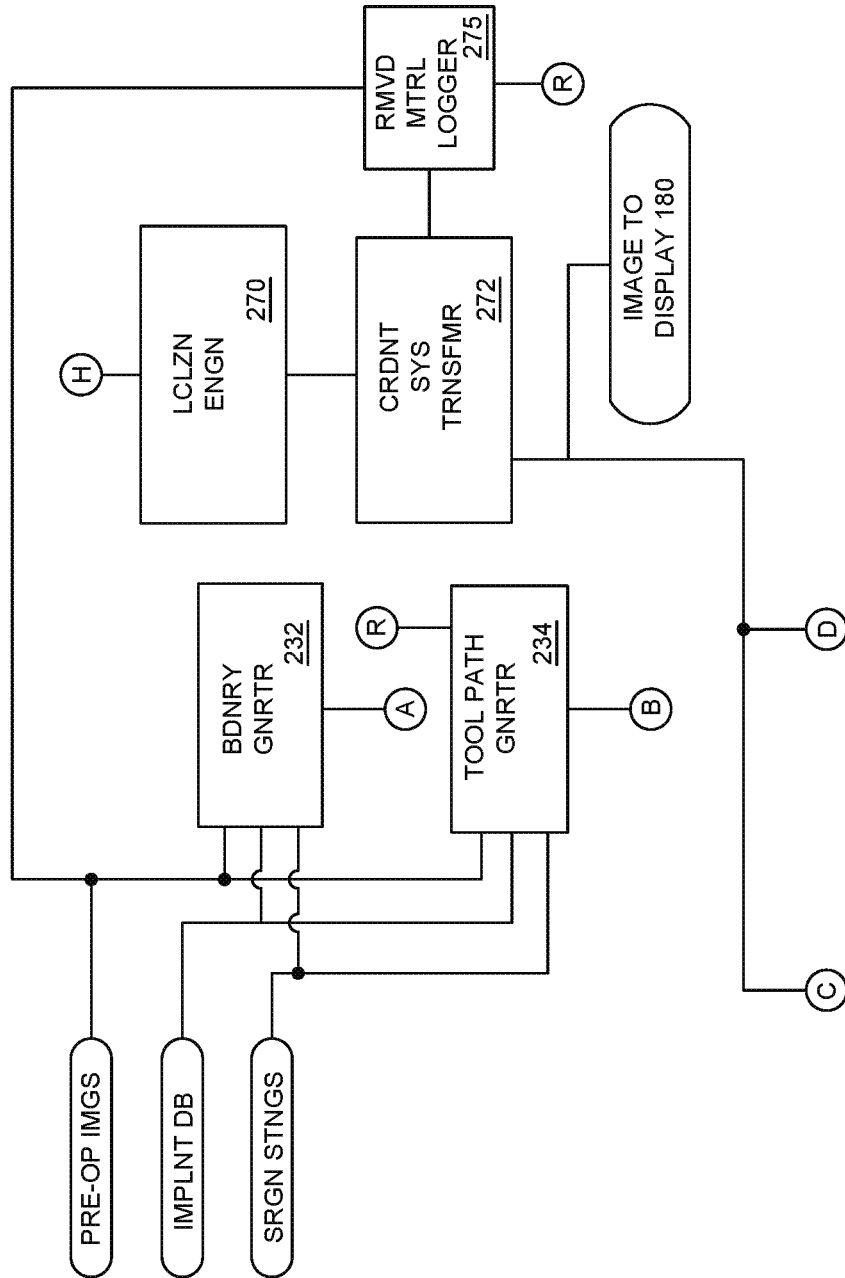 PRE-OP IMGS
IMPLNT DB
SRGN STNGS
BDNRY
GNRTR
232
A
R
TOOL PATH
GNRTR
234
B
H
LCLZN
ENGN
270
CRDNT
SYS
TRNSFMR
272
RMVD
MTRL
LOGGER
275
R
IMAGE TO
DISPLAY 180
C
D